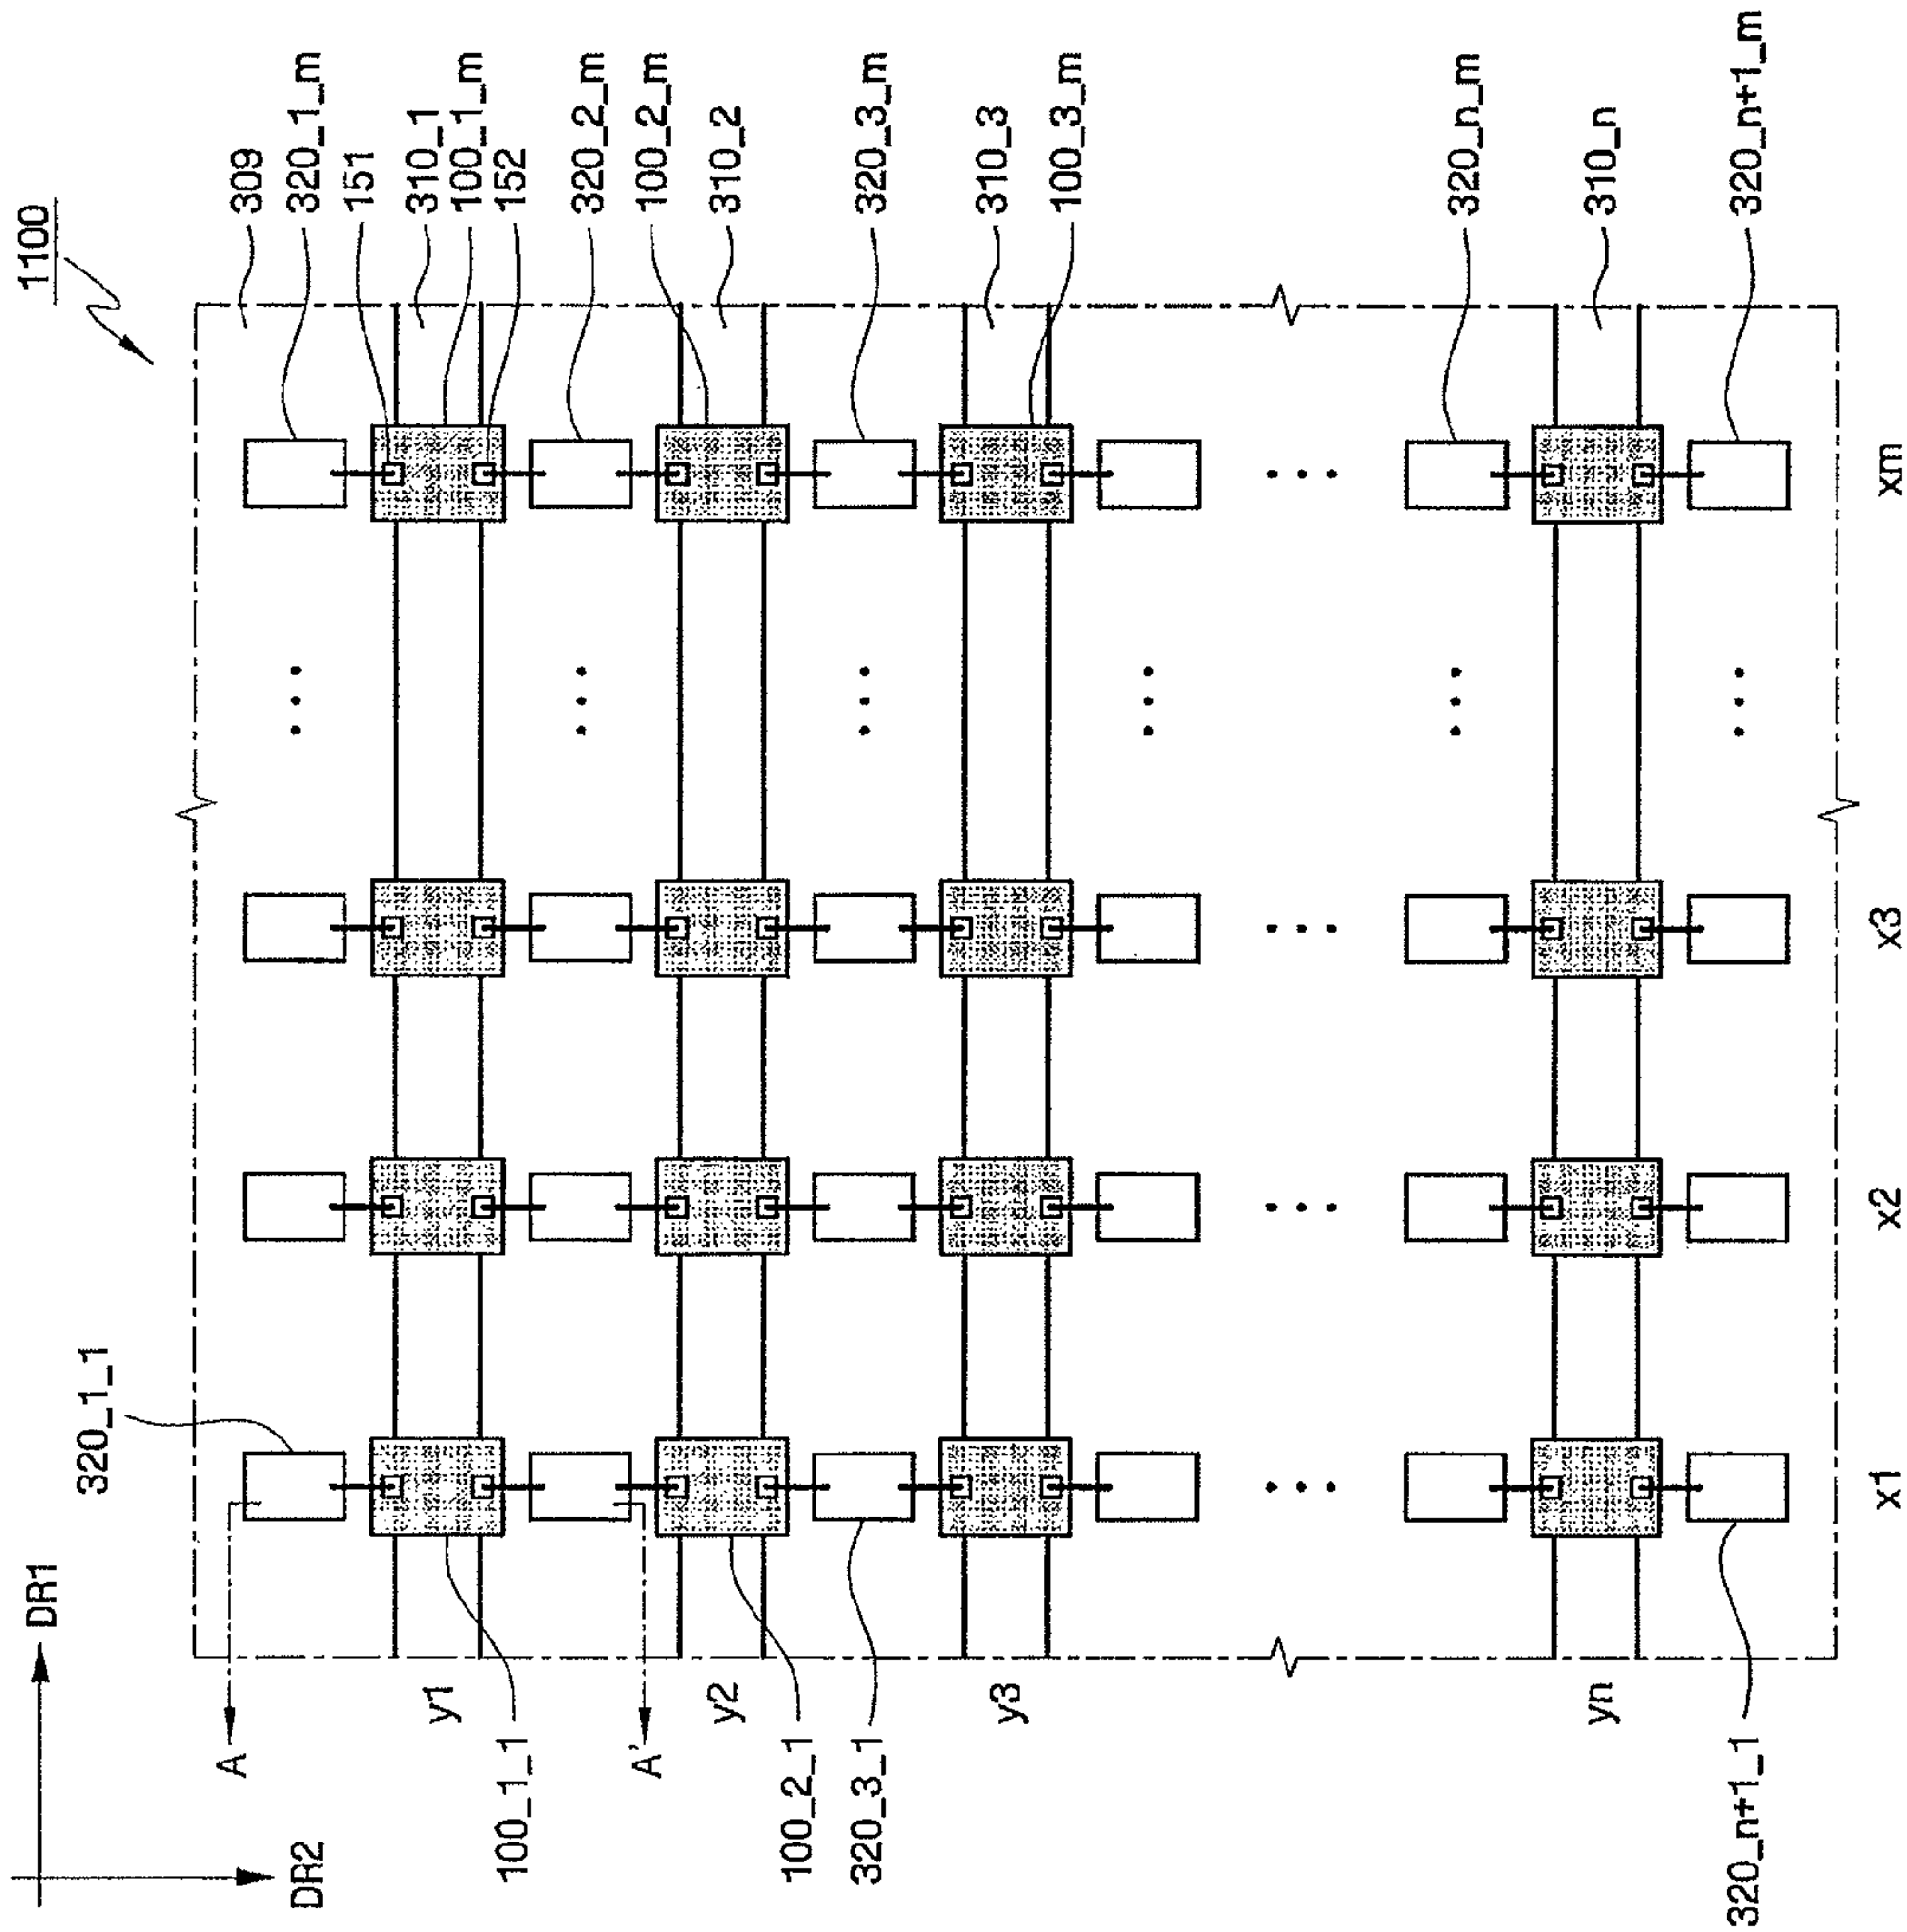 1100
309
320_1_m
151
310_1
100_1_m
152
320_2_m
100_2_m
310_2
320_3_m
310_3
100_3_m
320_n_m
310_n
320_n+1_m
320_1_1
DR1
DR2
A
y1
100_1_1
A'
y2
100_2_1
320_3_1
y3
yn
320_n+1_1
x1
x2
x3
xm